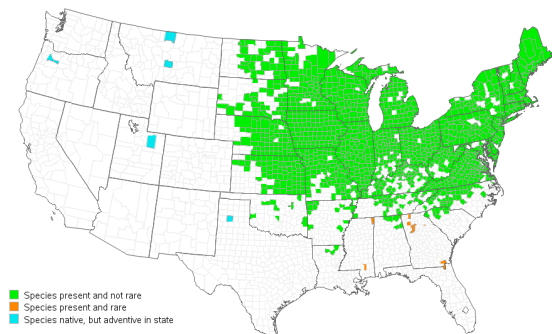 Species present and not rare
Species present and rare
Species native, but adventive in state